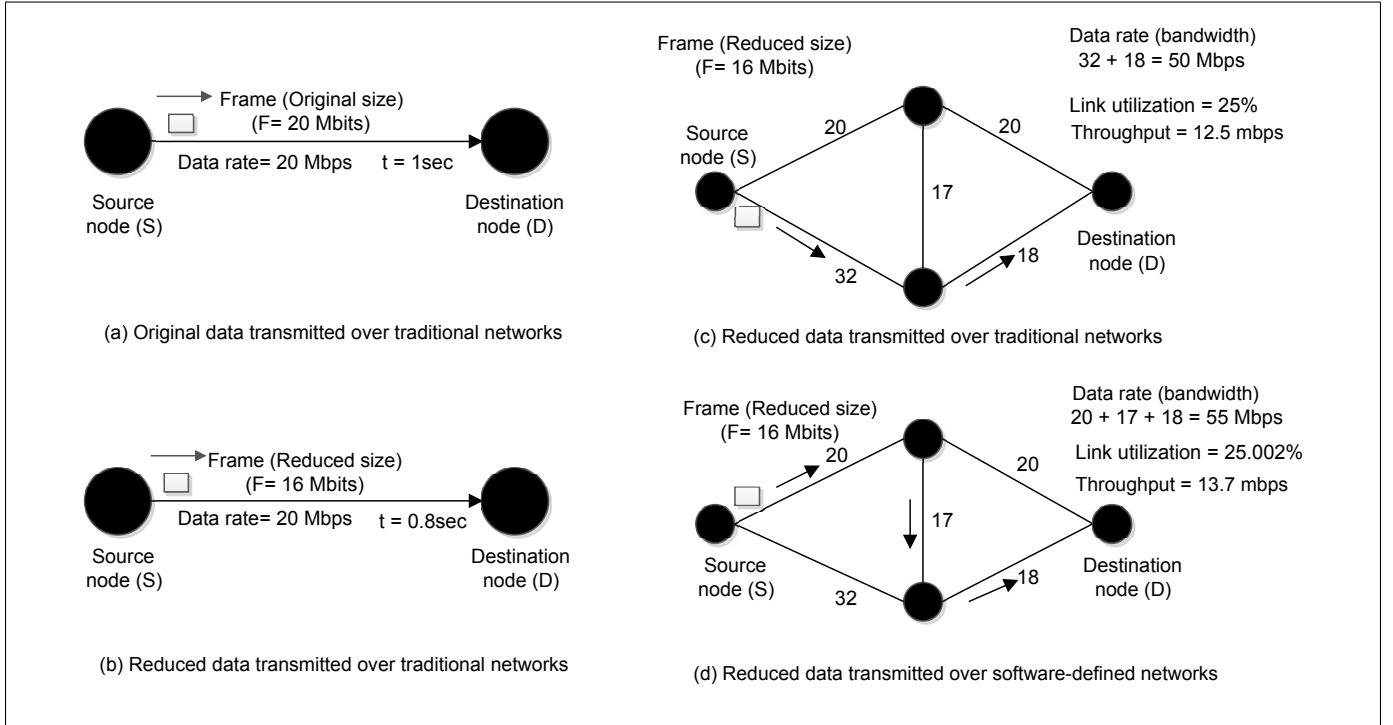 Frame (Original size)
(F= 20 Mbits)
Data rate= 20 Mbps
t = 1sec
Source
node (S)
Destination
node (D)
(a) Original data transmitted over traditional networks
Frame (Reduced size)
(F= 16 Mbits)
Data rate= 20 Mbps
t = 0.8sec
Source
node (S)
Destination
node (D)
(b) Reduced data transmitted over traditional networks
Frame (Reduced size)
(F= 16 Mbits)
Data rate (bandwidth)
32 + 18 = 50 Mbps
Link utilization = 25%
Throughput = 12.5 mbps
Source
node (S)
20
20
17
32
18
Destination
node (D)
(c) Reduced data transmitted over traditional networks
Frame (Reduced size)
(F= 16 Mbits)
Data rate (bandwidth)
20 + 17 + 18 = 55 Mbps
Link utilization = 25.002%
Throughput = 13.7 mbps
20
20
17
Source
node (S)
32
18
Destination
node (D)
(d) Reduced data transmitted over software-defined networks